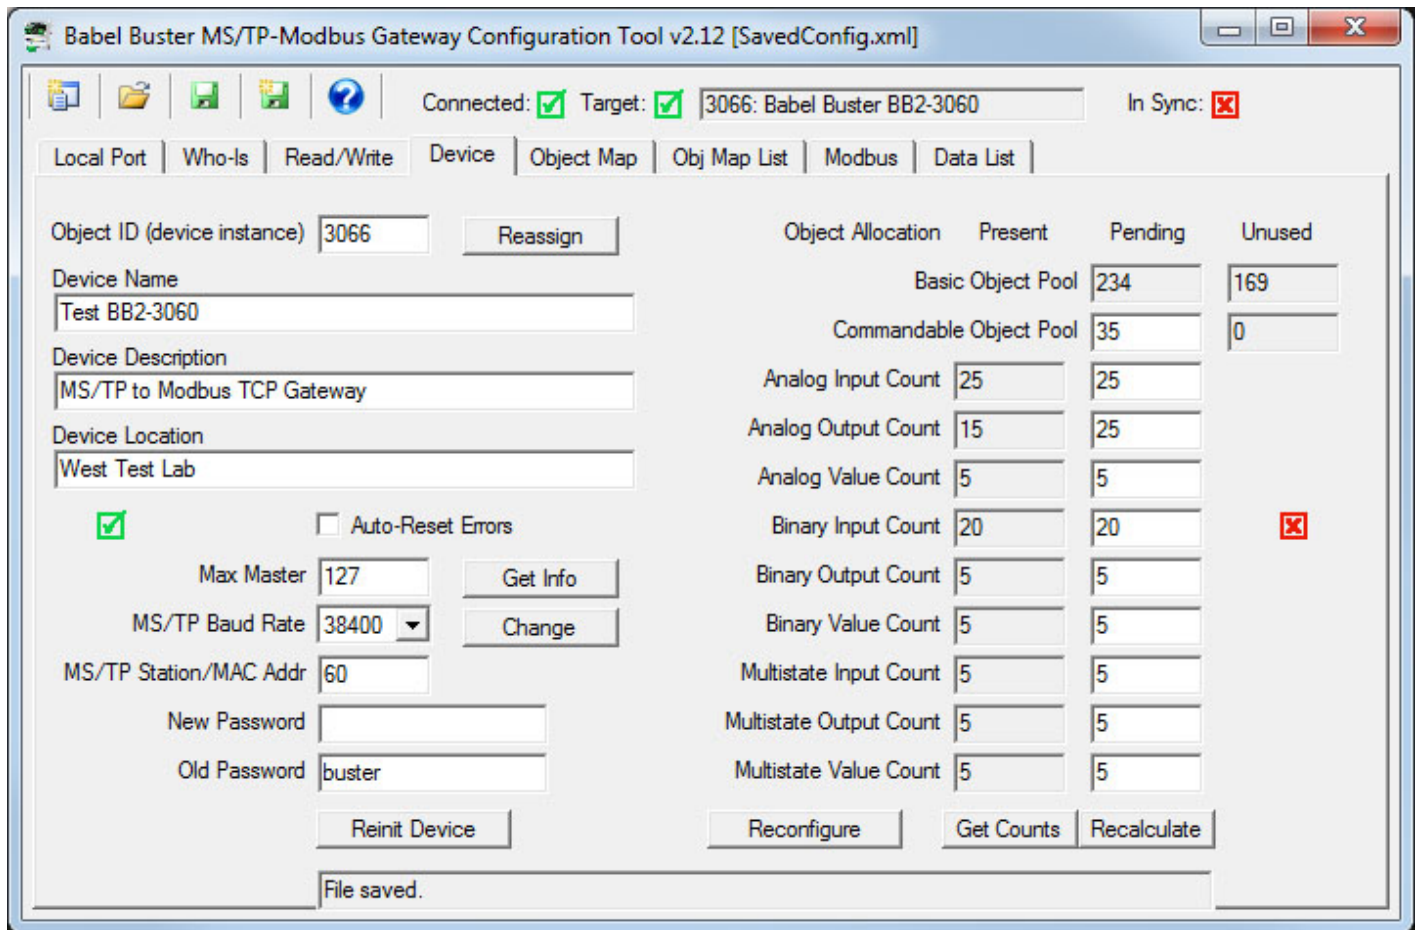 Babel Buster MS/TP-Modbus Gateway Configuration Tool v2.12 [SavedConfig.xml]
Connected: Target: 3066: Babel Buster BB2-3060 In Sync:
Local Port Who-Is Read/Write Device Object Map Obj Map List Modbus Data List
Object ID (device instance) 3066 Reassign
Device Name
Test BB2-3060
Device Description
MS/TP to Modbus TCP Gateway
Device Location
West Test Lab
Auto-Reset Errors
Max Master 127 Get Info
MS/TP Baud Rate 38400 Change
MS/TP Station/MAC Addr 60
New Password
Old Password buster
Reinit Device
Object Allocation Present Pending Unused
Basic Object Pool 234 169
Commandable Object Pool 35 0
Analog Input Count 25 25
Analog Output Count 15 25
Analog Value Count 5 5
Binary Input Count 20 20
Binary Output Count 5 5
Binary Value Count 5 5
Multistate Input Count 5 5
Multistate Output Count 5 5
Multistate Value Count 5 5
Reconfigure Get Counts Recalculate
File saved.